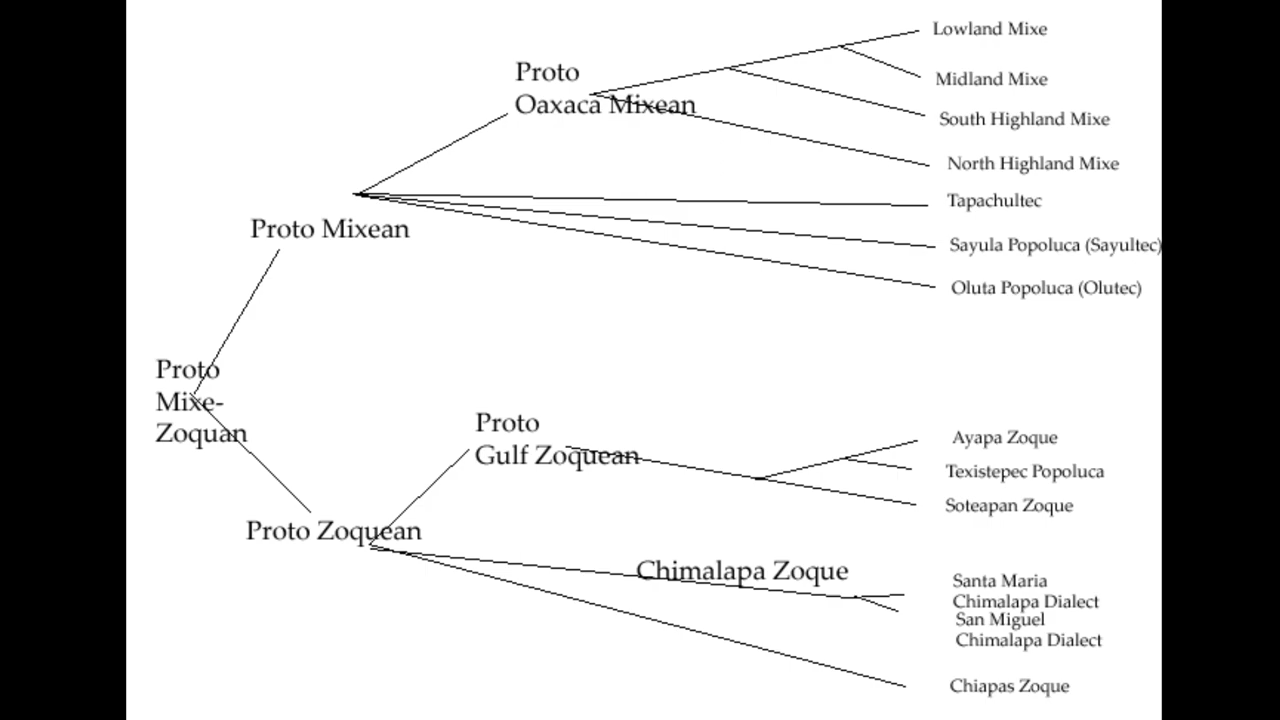 Lowland Mixe
Proto
Oaxaca Mixean
Midland Mixe
South Highland Mixe
North Highland Mixe
Tapachultec
Proto Mixean
Sayula Popoluca (Sayultec)
Oluta Popoluca (Olutec)
Proto
Mixe-
Zoquan
Proto
Gulf Zoquean
Ayapa Zoque
Texistepec Popoluca
Soteapan Zoque
Proto Zoquean
Chimalapa Zoque
Santa Maria
Chimalapa Dialect
San Miguel
Chimalapa Dialect
Chiapas Zoque